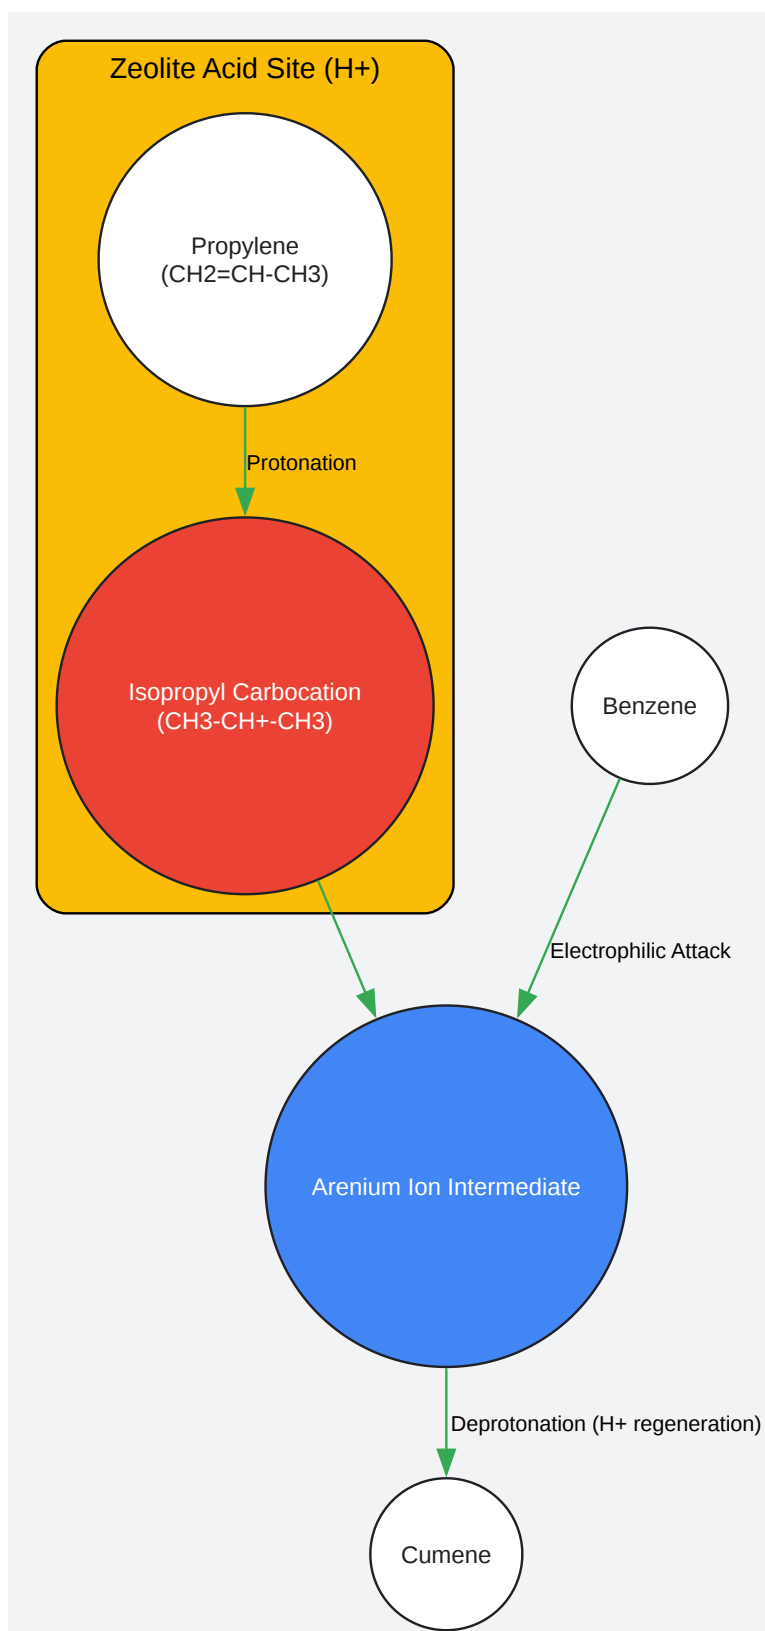 Zeolite Acid Site (H+)
Propylene
(CH2=CH-CH3)
Protonation
Isopropyl Carbocation
(CH3-CH+-CH3)
Benzene
Electrophilic Attack
Arenium Ion Intermediate
Deprotonation (H+ regeneration)
Cumene